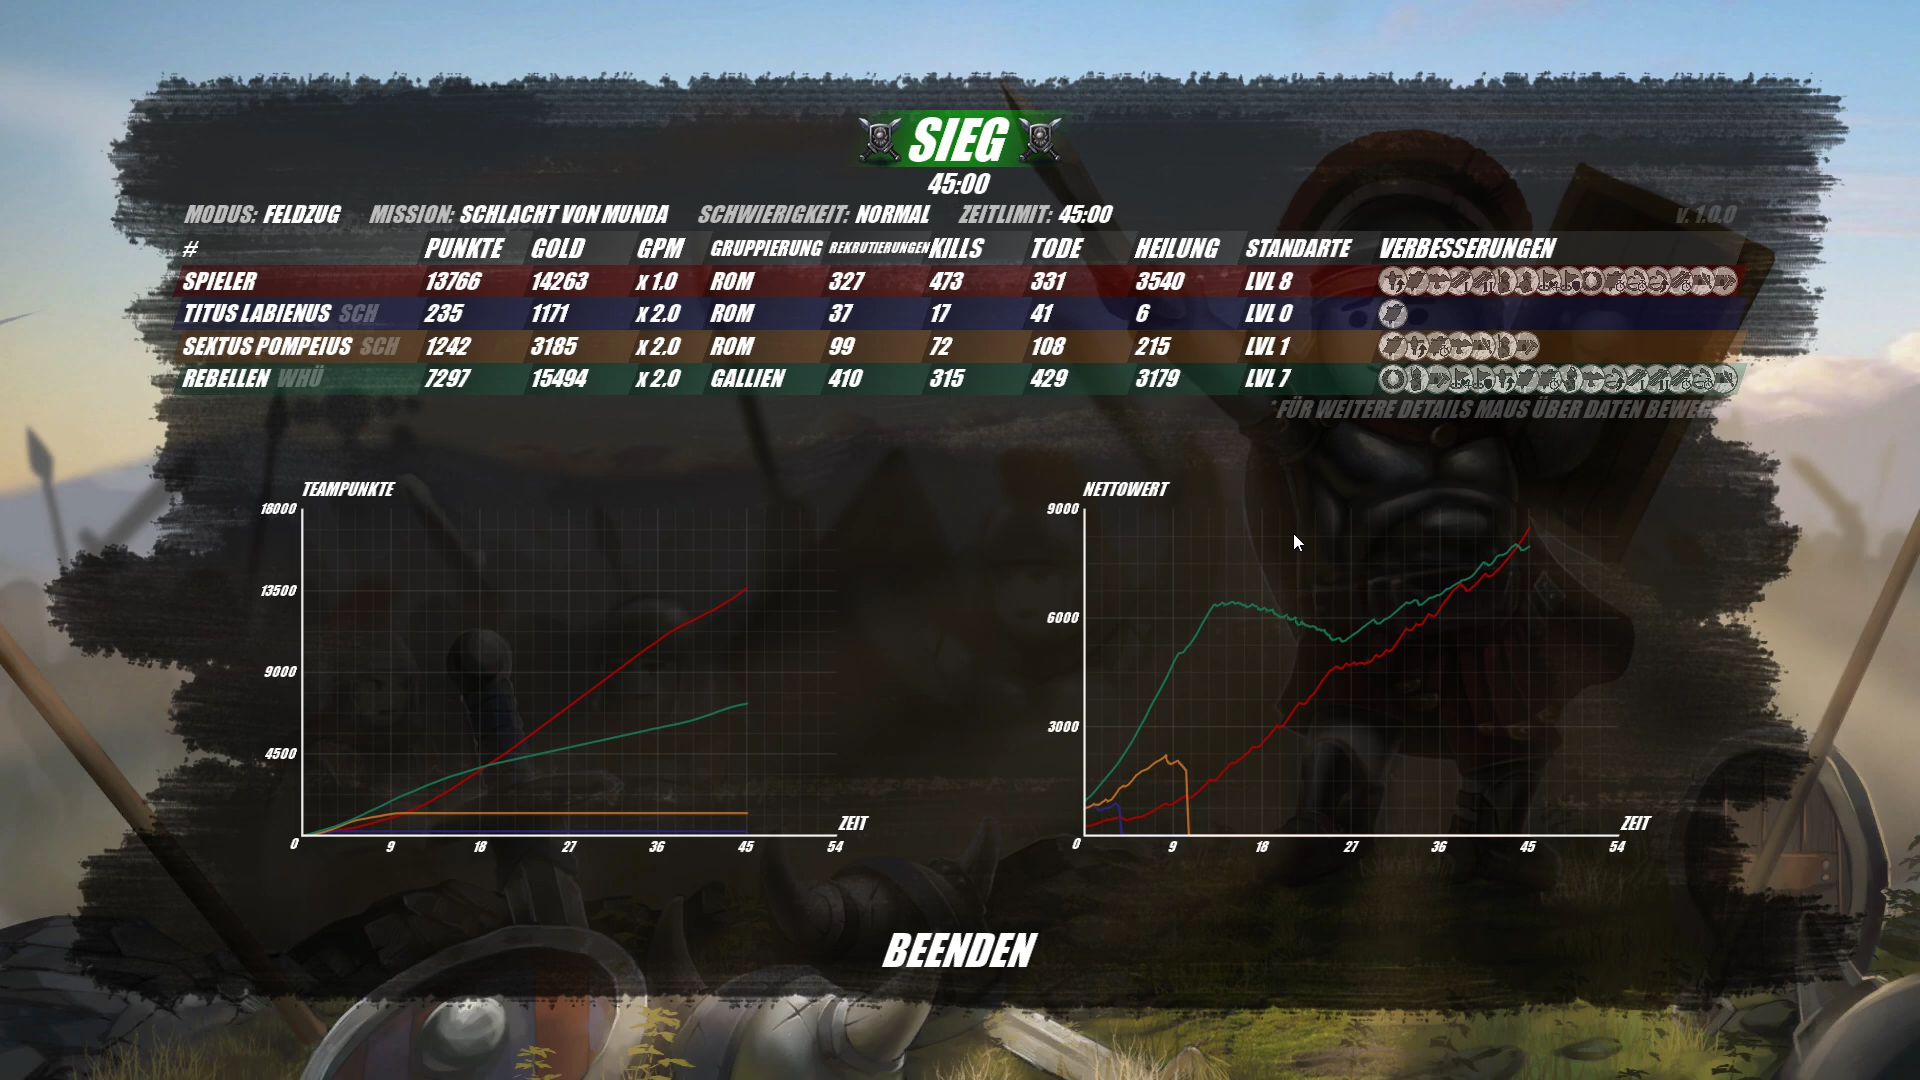 SIEG
45:00
MODUS: FELDZUG MISSION: SCHLACHT VON MUNDA SCHWIERIGKEIT: NORMAL ZEITLIMIT: 45:00 v. 1.0.0
# PUNKTE GOLD GPM GRUPPIERUNG REKRUTIERUNGEN KILLS TODE HEILUNG STANDARTE VERBESSERUNGEN
SPIELER 13766 14263 x 1.0 ROM 327 473 331 3540 LVL 8
TITUS LABIENUS SCH 235 1171 x 2.0 ROM 37 17 41 6 LVL 0
SEXTUS POMPEIUS SCH 1242 3185 x 2.0 ROM 99 72 108 215 LVL 1
REBELLEN WHÜ 7297 15494 x 2.0 GALLIEN 410 315 429 3179 LVL 7
*FÜR WEITERE DETAILS MAUS ÜBER DATEN BEWEG
TEAMPUNKTE
18000
13500
9000
4500
0 9 18 27 36 45 54
ZEIT
NETTOWERT
9000
6000
3000
0 9 18 27 36 45 54
ZEIT
BEENDEN